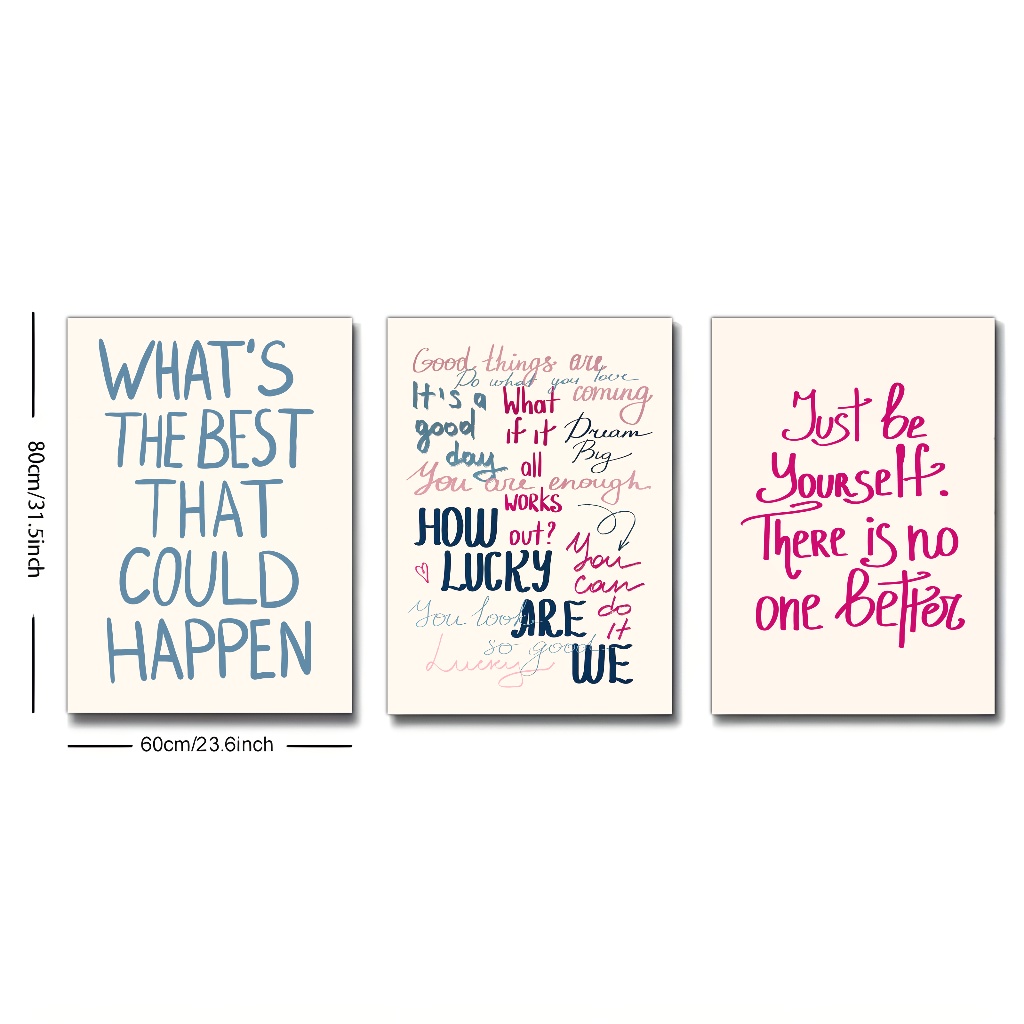 80cm/31.5inch
WHAT'S
THE BEST
THAT
COULD
HAPPEN
60cm/23.6inch
Good things are
coming
Do what you love
It's a
good
day
What
if it
all
works
out?
Dream
Big
You are enough
HOW
LUCKY
ARE
WE
You
can
do
it
You look
so good
Lucky
Just be
Yourself.
There is no
one better